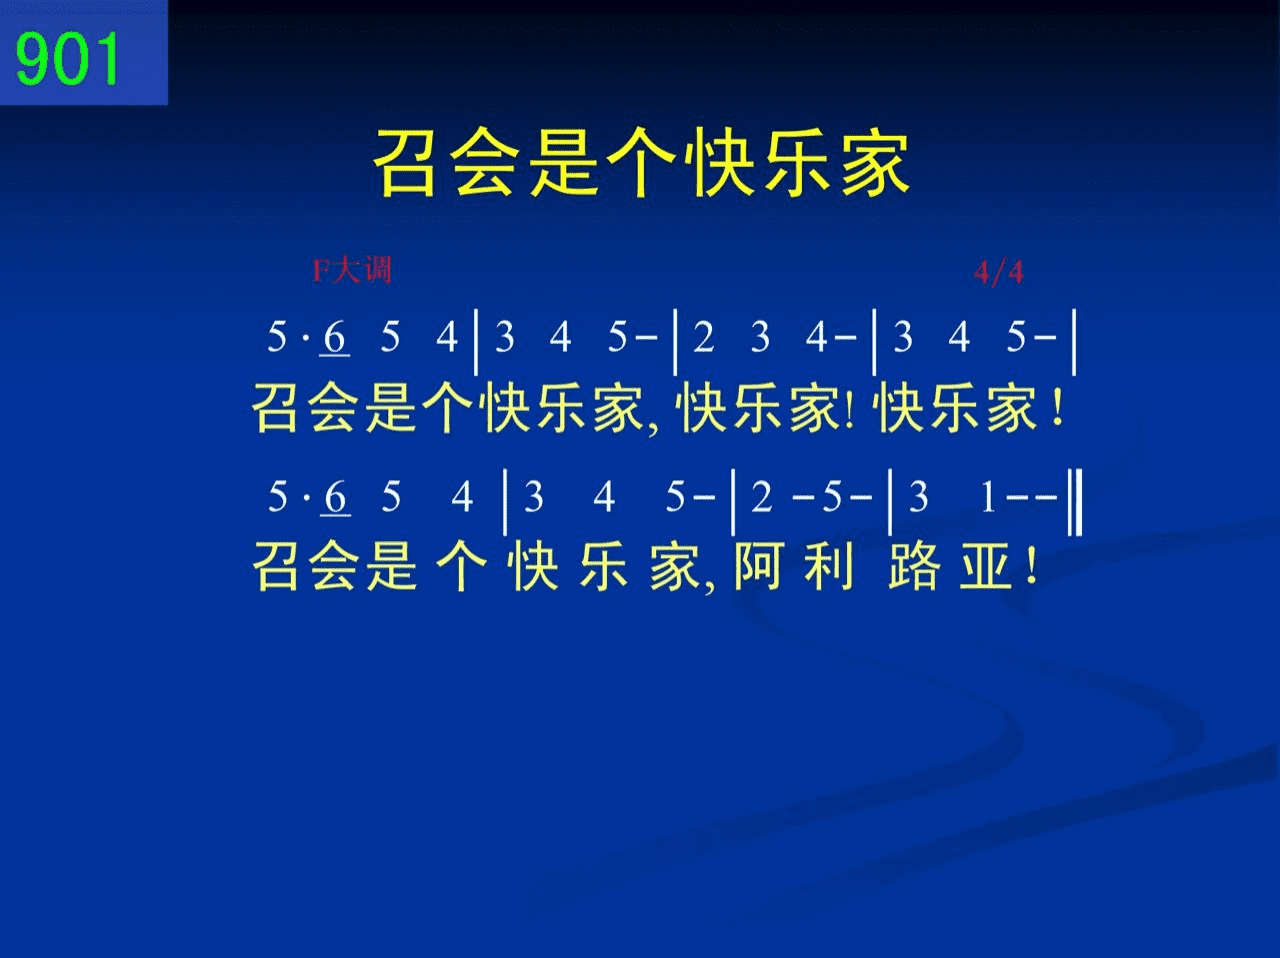 901
召会是个快乐家
F大调 4/4
5·6 5 4|3 4 5-|2 3 4-|3 4 5-|
召会是个快乐家, 快乐家! 快乐家!
5·6 5 4|3 4 5-|2 -5-|3 1--‖
召会是个快乐家, 阿利路亚!